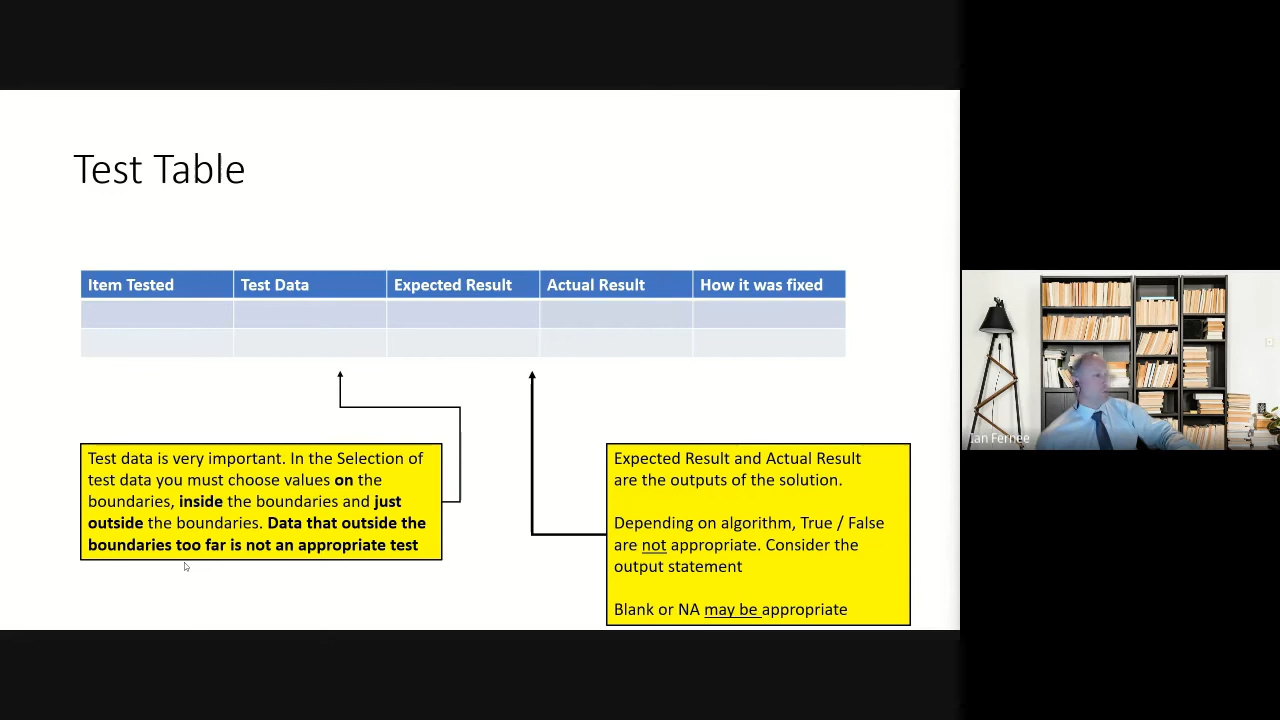 Test Table
Item Tested Test Data Expected Result Actual Result How it was fixed
Test data is very important. In the Selection of
test data you must choose values on the
boundaries, inside the boundaries and just
outside the boundaries. Data that outside the
boundaries too far is not an appropriate test
Expected Result and Actual Result
are the outputs of the solution.
Depending on algorithm, True / False
are not appropriate. Consider the
output statement
Blank or NA may be appropriate
Ian Fernee